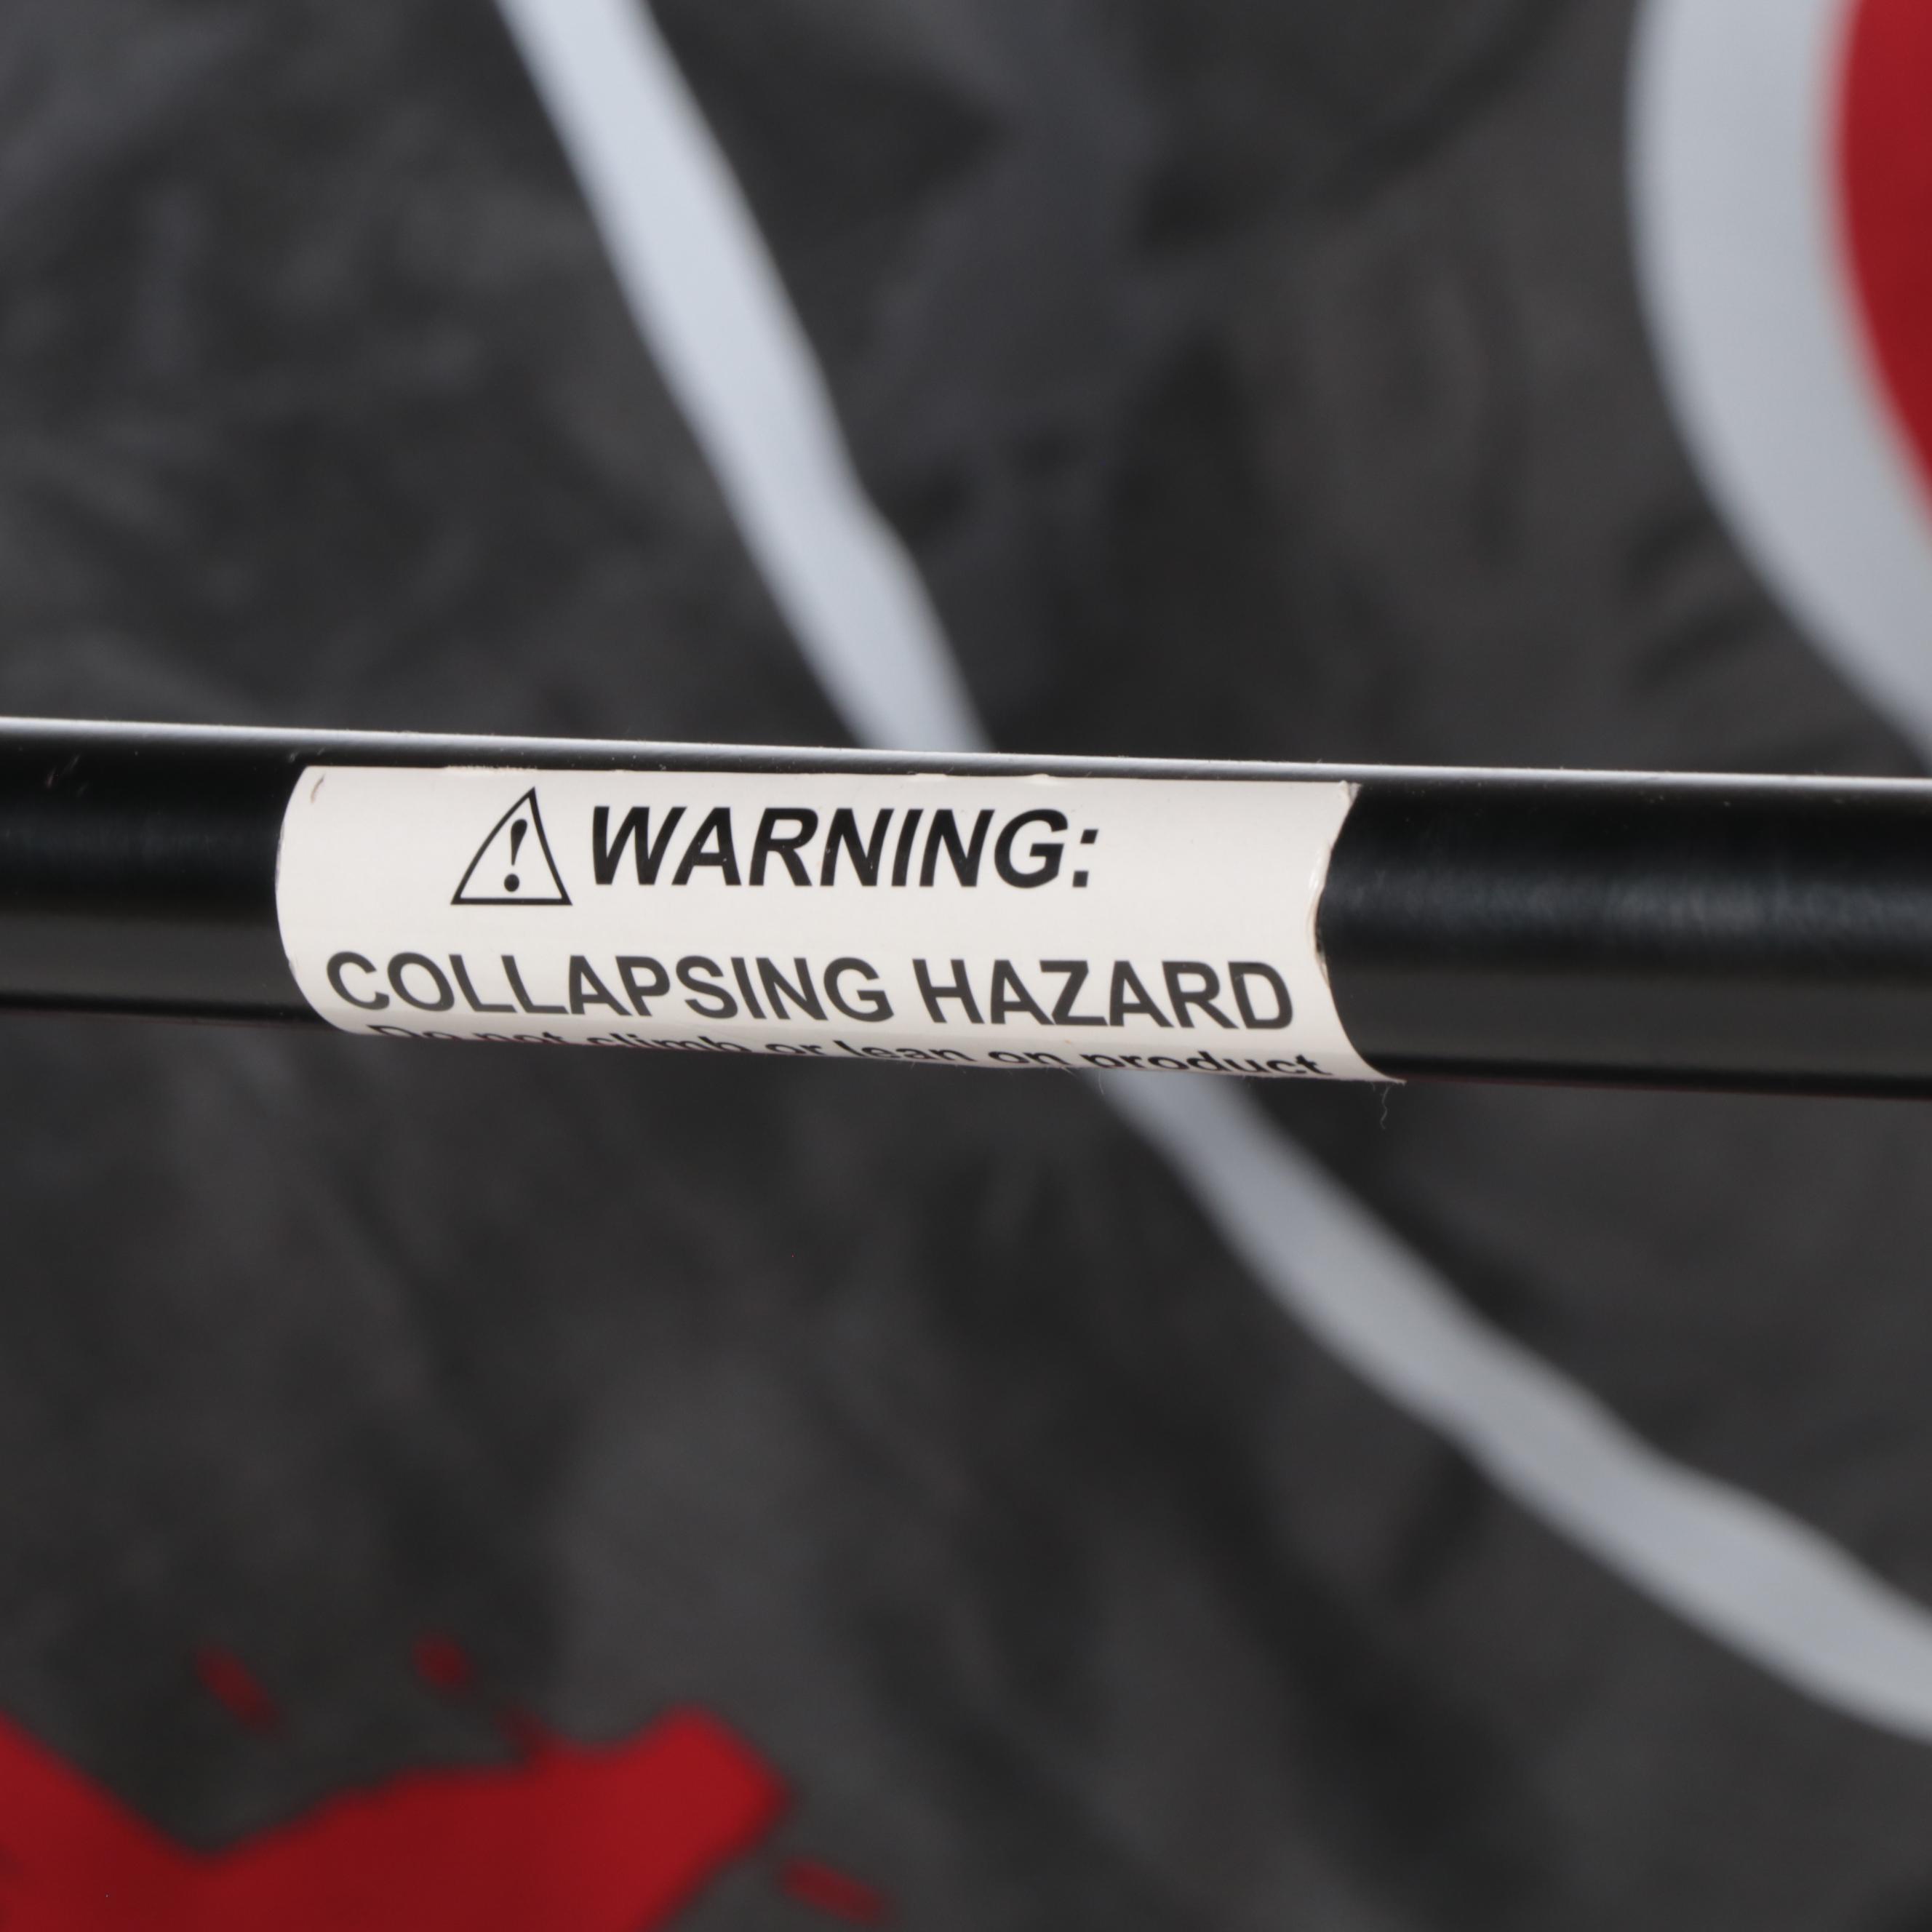 WARNING:
COLLAPSING HAZARD
Do not climb or lean on product